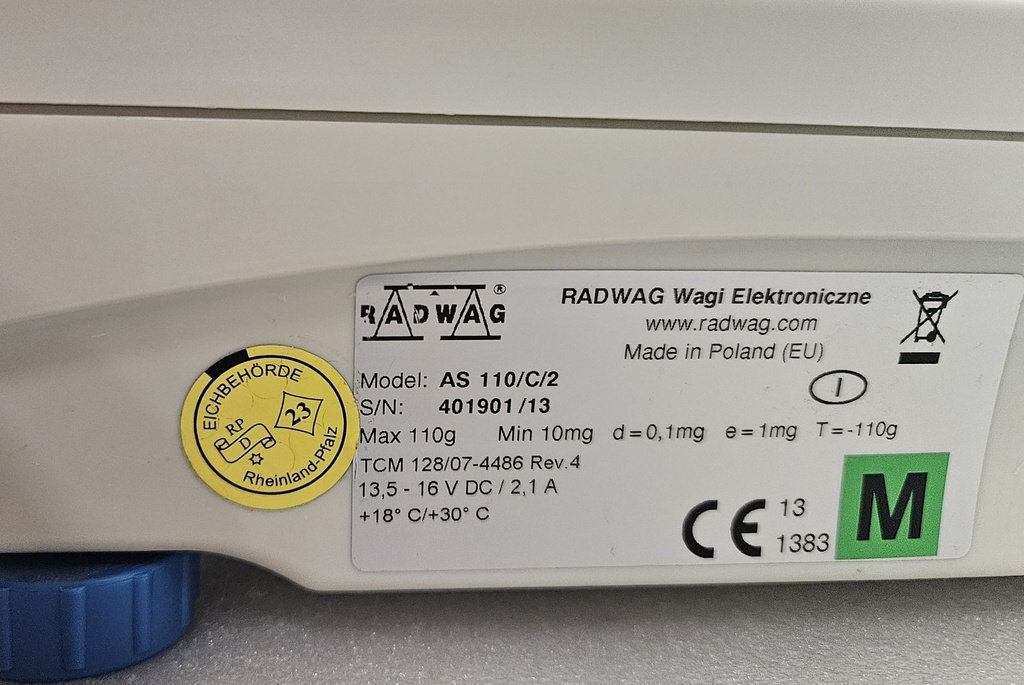 RADWAG®
RADWAG Wagi Elektroniczne
www.radwag.com
Made in Poland (EU)
Model: AS 110/C/2
S/N: 401901/13
I
Max 110g Min 10mg d=0,1mg e=1mg T=-110g
TCM 128/07-4486 Rev.4
13,5 - 16 V DC / 2,1 A
+18° C/+30° C
CE 13
1383
M
EICHBEHÖRDE
RP
D
23
Rheinland-Pfalz